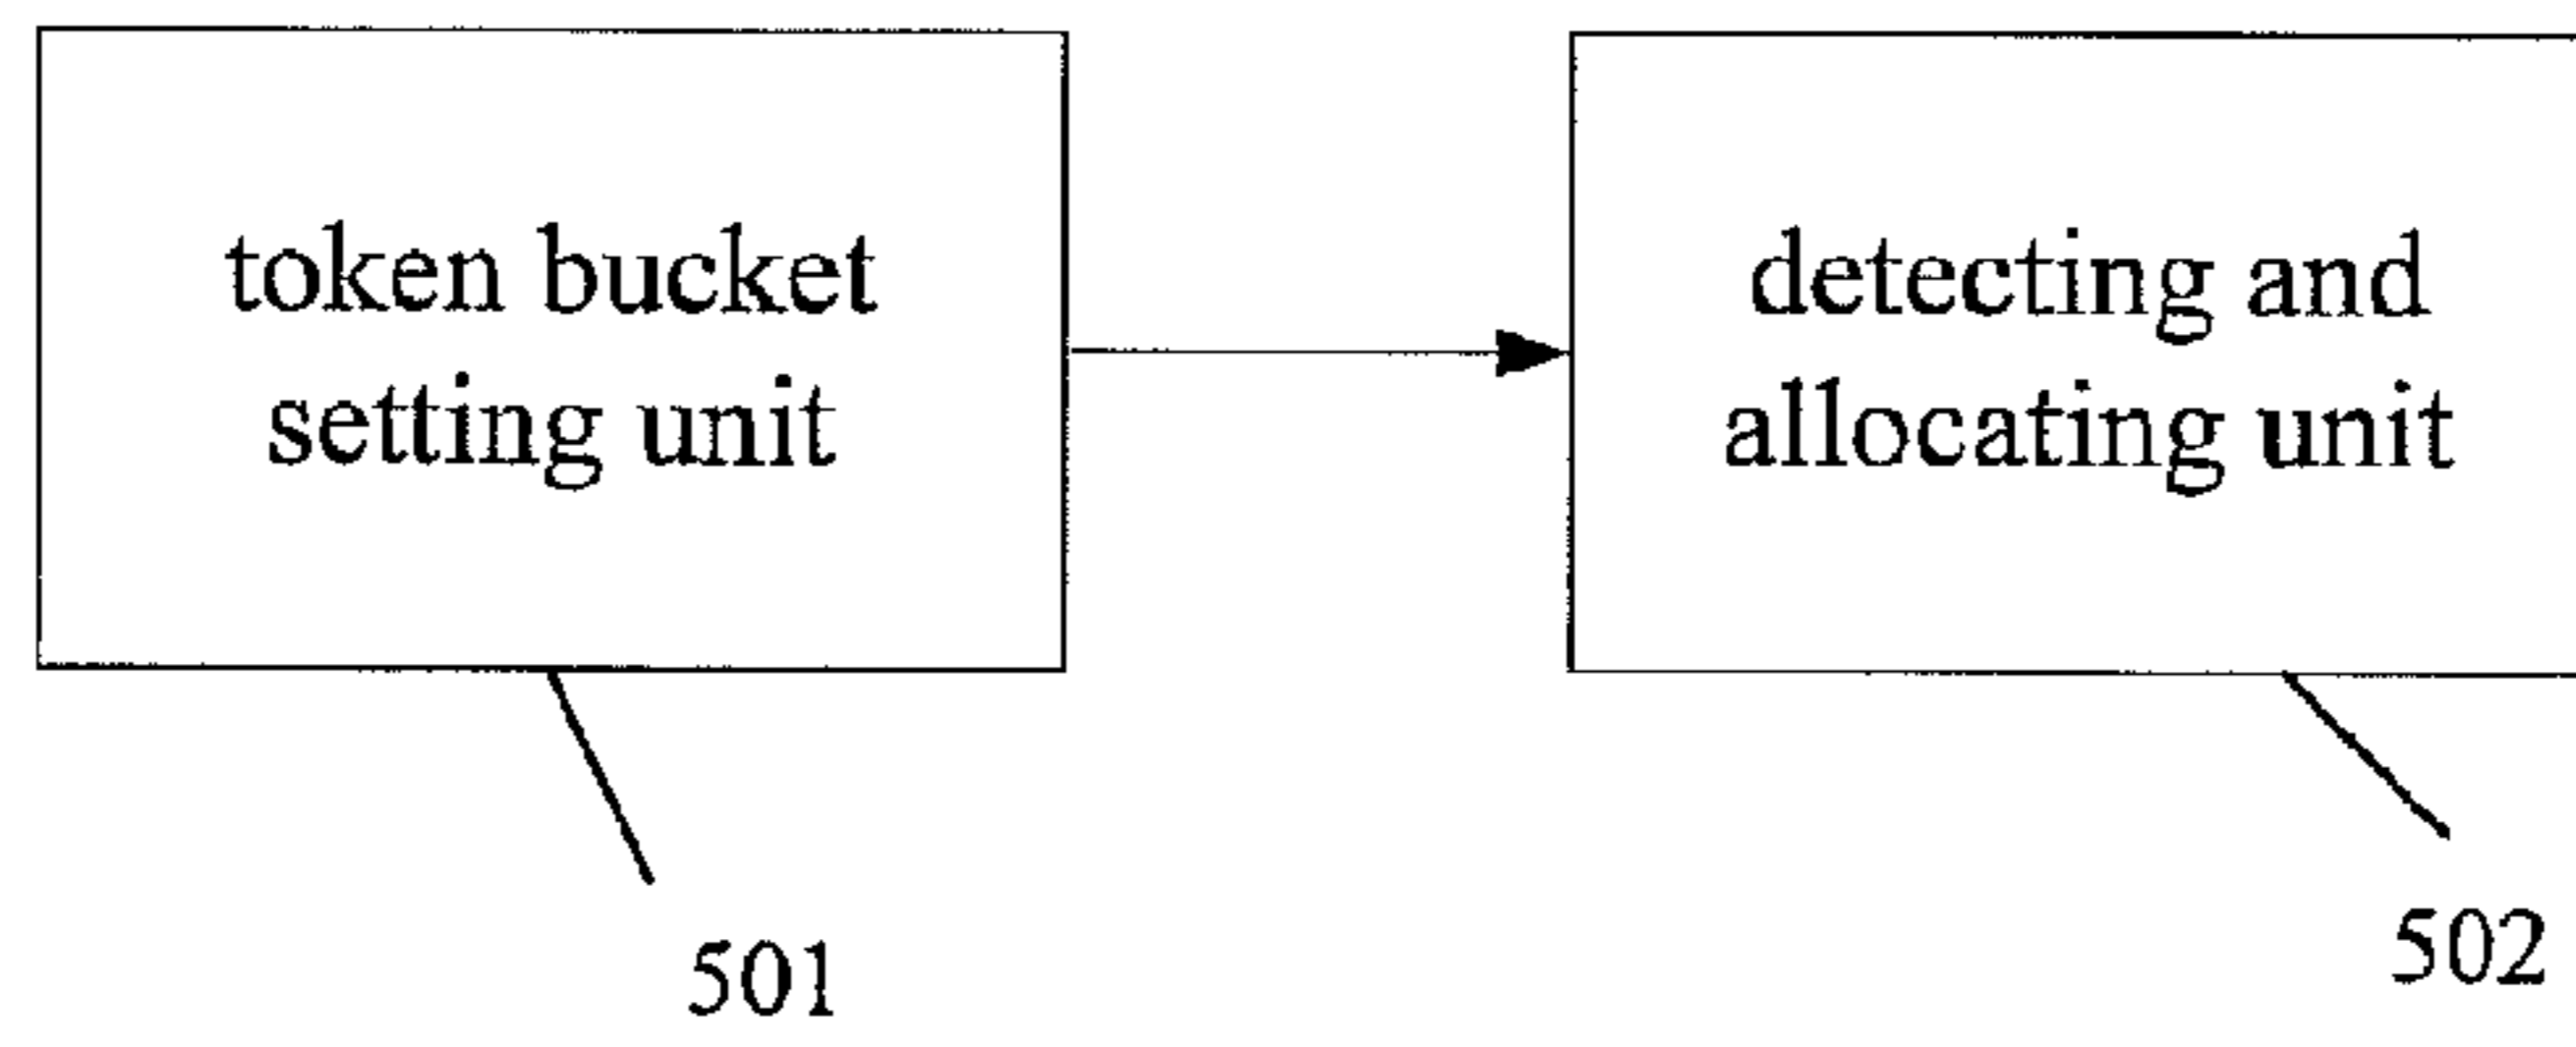 token bucket
setting unit
detecting and
allocating unit
501
502